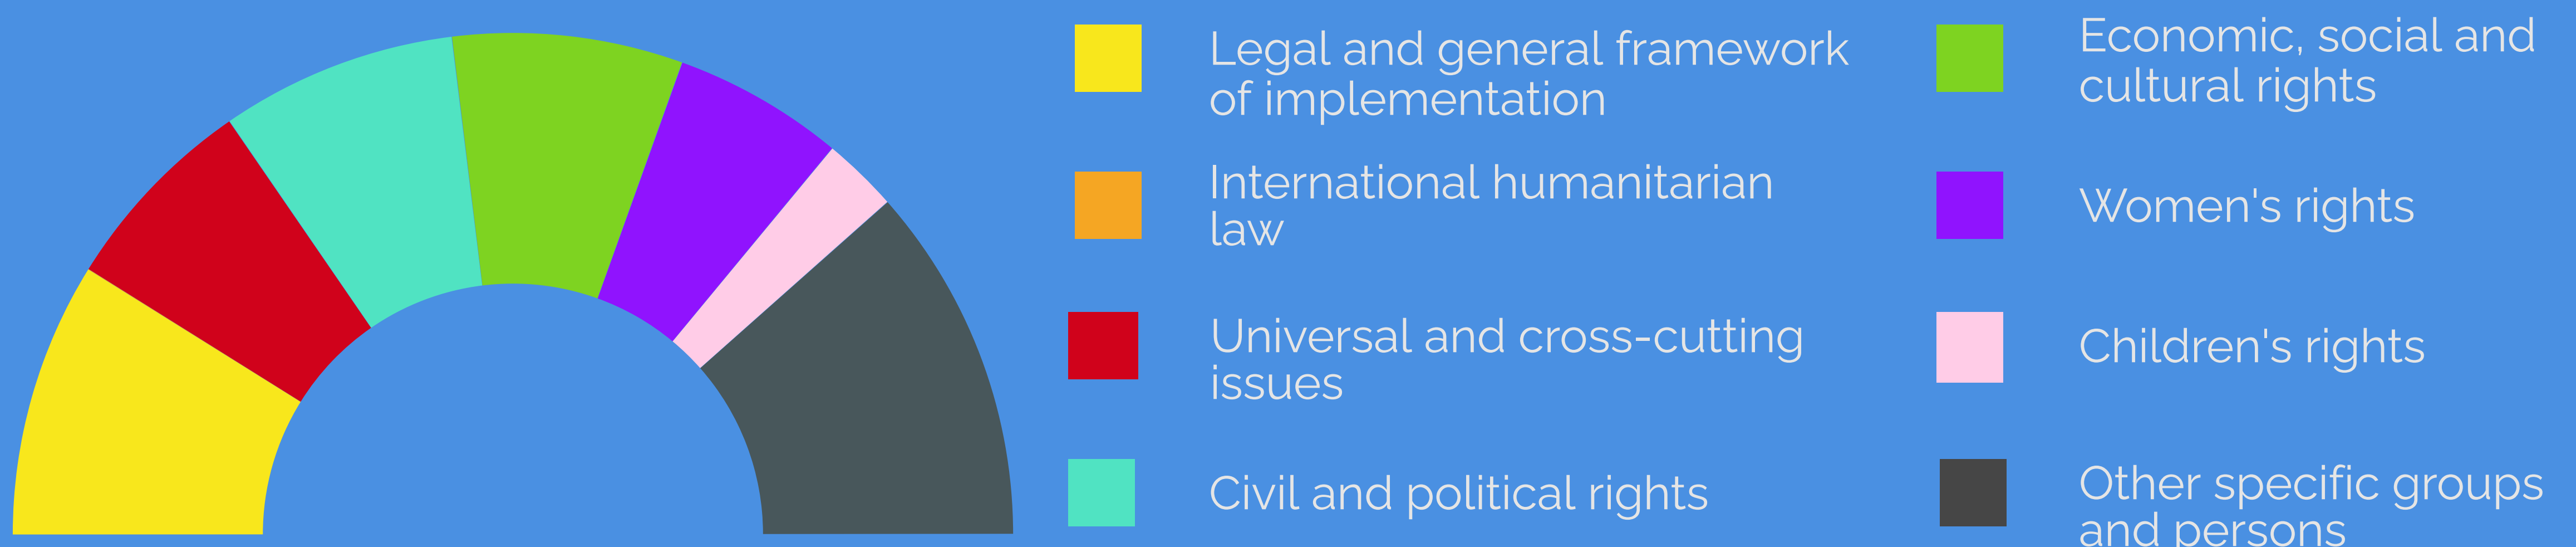 Legal and general framework
of implementation
International humanitarian
law
Universal and cross-cutting
issues
Civil and political rights
Economic, social and
cultural rights
Women's rights
Children's rights
Other specific groups
and persons